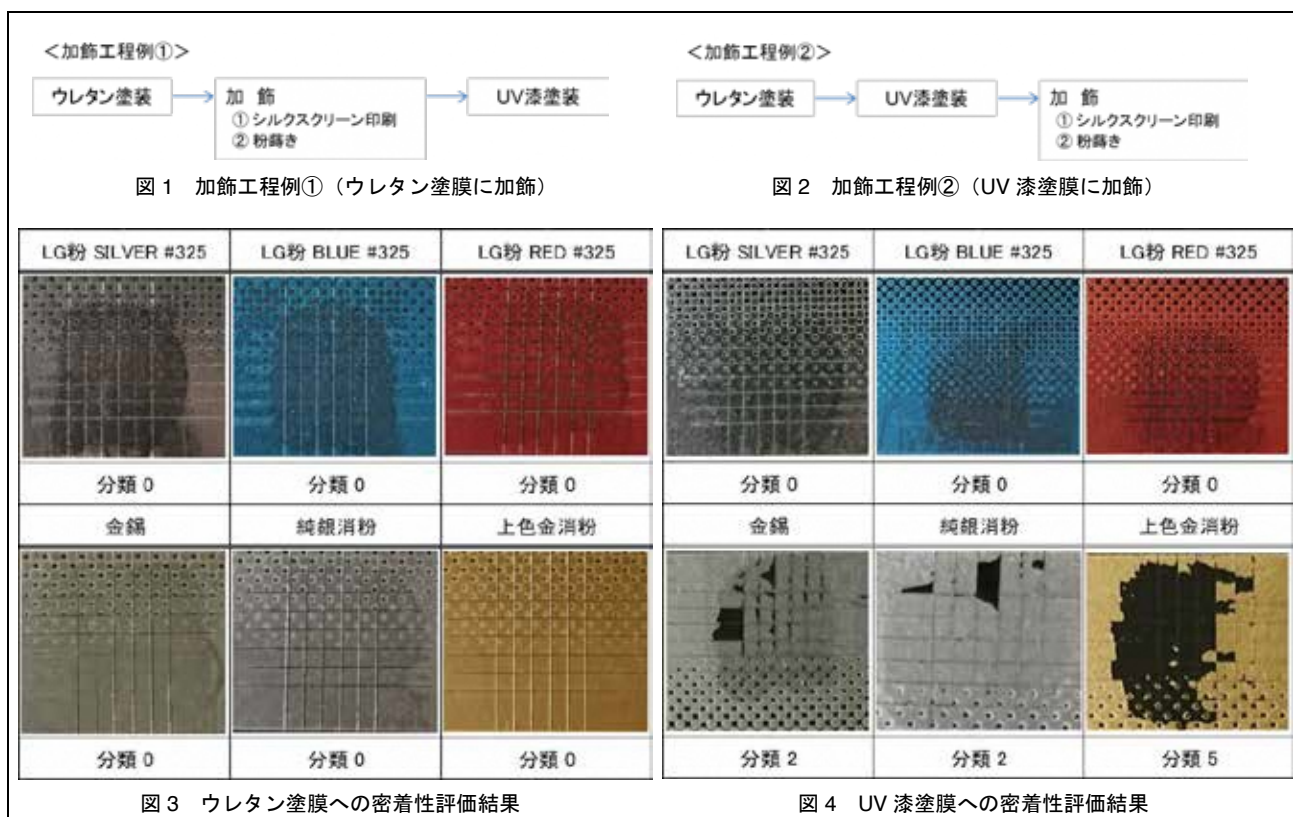 <加飾工程例①>
ウレタン塗装
加 飾
① シルクスクリーン印刷
② 粉蒔き
UV漆塗装
図 1 加飾工程例①（ウレタン塗膜に加飾）
<加飾工程例②>
ウレタン塗装
UV漆塗装
加 飾
① シルクスクリーン印刷
② 粉蒔き
図 2 加飾工程例②（UV 漆塗膜に加飾）
LG粉 SILVER #325
LG粉 BLUE #325
LG粉 RED #325
分類 0
分類 0
分類 0
金錫
純銀消粉
上色金消粉
分類 0
分類 0
分類 0
図 3 ウレタン塗膜への密着性評価結果
LG粉 SILVER #325
LG粉 BLUE #325
LG粉 RED #325
分類 0
分類 0
分類 0
金錫
純銀消粉
上色金消粉
分類 2
分類 2
分類 5
図 4 UV 漆塗膜への密着性評価結果